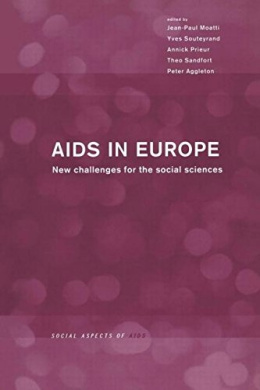 edited by
Jean-Paul Moatti
Yves Souteyrand
Annick Prieur
Theo Sandfort
Peter Aggleton
AIDS IN EUROPE
New challenges for the social sciences
SOCIAL ASPECTS OF AIDS